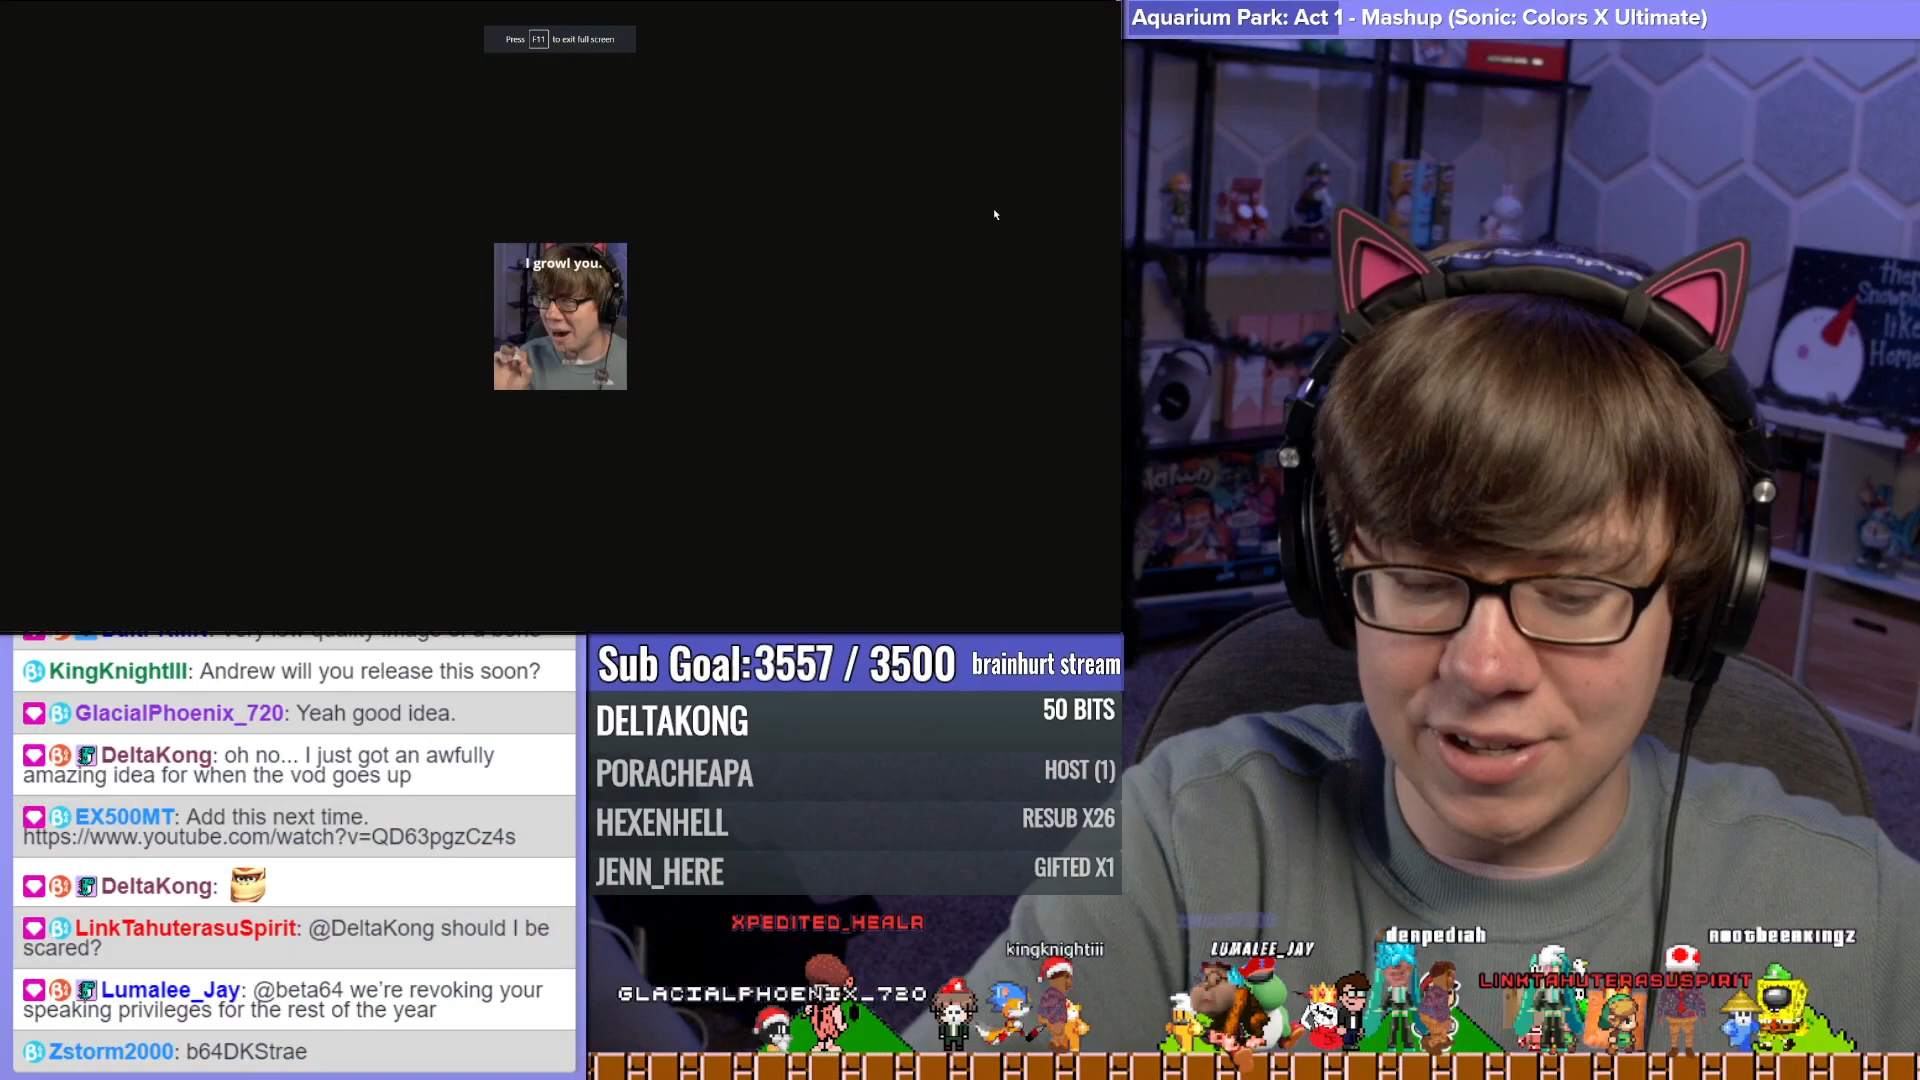 Press F11 to exit full screen
Aquarium Park: Act 1 - Mashup (Sonic: Colors X Ultimate)
I growl you.
there
Snowpl
like
Home
KingKnightIII: Andrew will you release this soon?
GlacialPhoenix_720: Yeah good idea.
DeltaKong: oh no... I just got an awfully
amazing idea for when the vod goes up
EX500MT: Add this next time.
https://www.youtube.com/watch?v=QD63pgzCz4s
DeltaKong:
LinkTahuterasuSpirit: @DeltaKong should I be
scared?
Lumalee_Jay: @beta64 we're revoking your
speaking privileges for the rest of the year
Zstorm2000: b64DKStrae
Sub Goal:3557 / 3500 brainhurt stream
DELTAKONG 50 BITS
PORACHEAPA HOST (1)
HEXENHELL RESUB X26
JENN_HERE GIFTED X1
XPEDITED_HEALR
kingknightiii
GLACIALPHOENIX_720
LUMALEE_JAY
denpediah
LINKTAHUTERASUSPIRIT